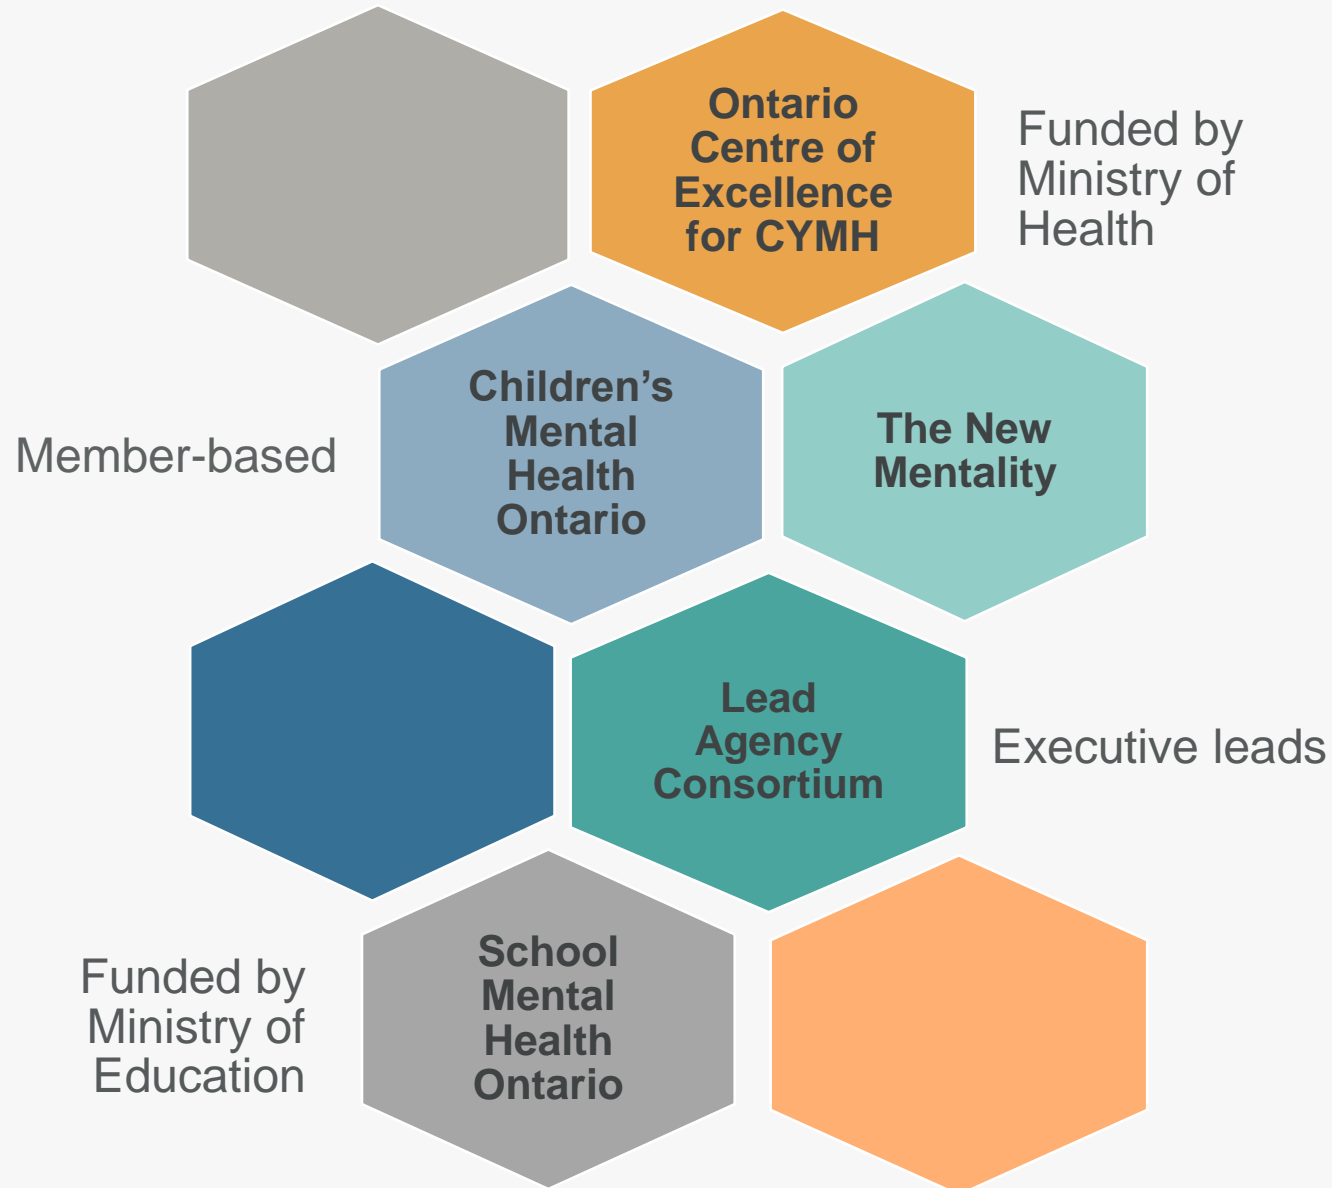 Ontario
Centre of
Excellence
for CYMH
Funded by
Ministry of
Health
Member-based
Children’s
Mental
Health
Ontario
The New
Mentality
Lead
Agency
Consortium
Executive leads
Funded by
Ministry of
Education
School
Mental
Health
Ontario